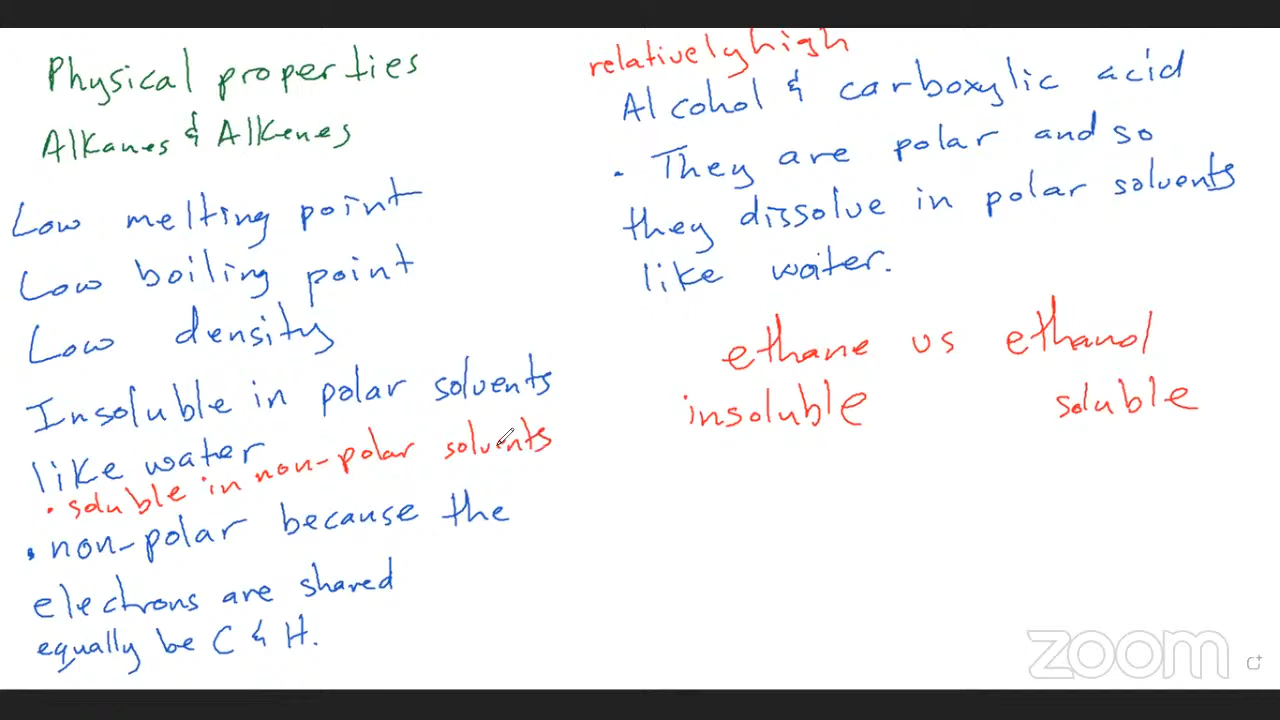 Physical properties
Alkanes & Alkenes
Low melting point
Low boiling point
Low density
Insoluble in polar solvents
like water
• soluble in non-polar solvents
• non-polar because the
electrons are shared
equally be C & H.
relatively high
Alcohol & carboxylic acid
• They are polar and so
they dissolve in polar solvents
like water.
ethane vs ethanol
insoluble soluble
zoom